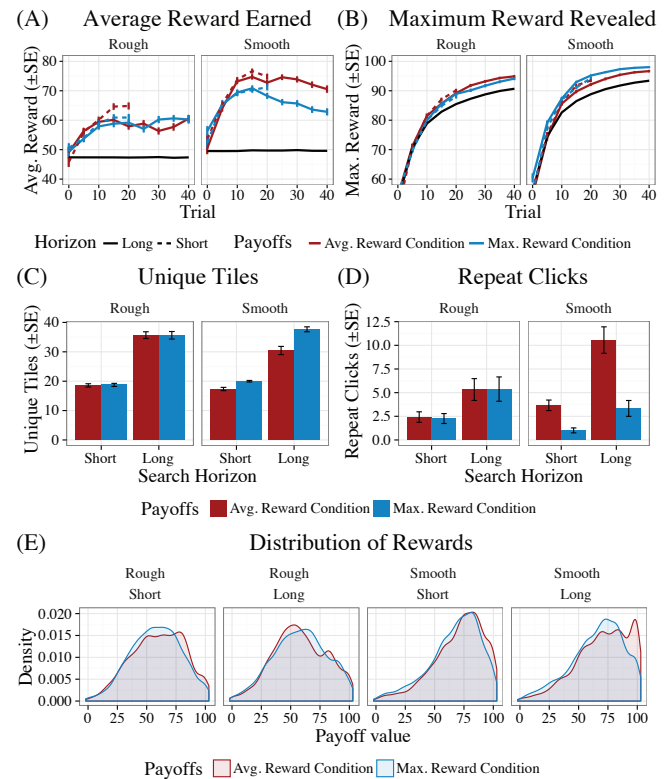 (A) Average Reward Earned
(B) Maximum Reward Revealed
Rough Smooth
Rough Smooth
Avg. Reward (±SE)
80
70
60
50
40
0 10 20 30 40 0 10 20 30 40
Trial
Max. Reward (±SE)
100
90
80
70
60
0 10 20 30 40 0 10 20 30 40
Trial
Horizon Long Short Payoffs Avg. Reward Condition Max. Reward Condition
(C) Unique Tiles
(D) Repeat Clicks
Rough Smooth
Rough Smooth
Unique Tiles (±SE)
40
30
20
10
0
Short Long Short Long
Search Horizon
Repeat Clicks (±SE)
12.5
10.0
7.5
5.0
2.5
0.0
Short Long Short Long
Search Horizon
Payoffs Avg. Reward Condition Max. Reward Condition
(E) Distribution of Rewards
Rough Rough Smooth Smooth
Short Long Short Long
Density
0.020
0.015
0.010
0.005
0.000
0 25 50 75 100 0 25 50 75 100 0 25 50 75 100 0 25 50 75 100
Payoff value
Payoffs Avg. Reward Condition Max. Reward Condition